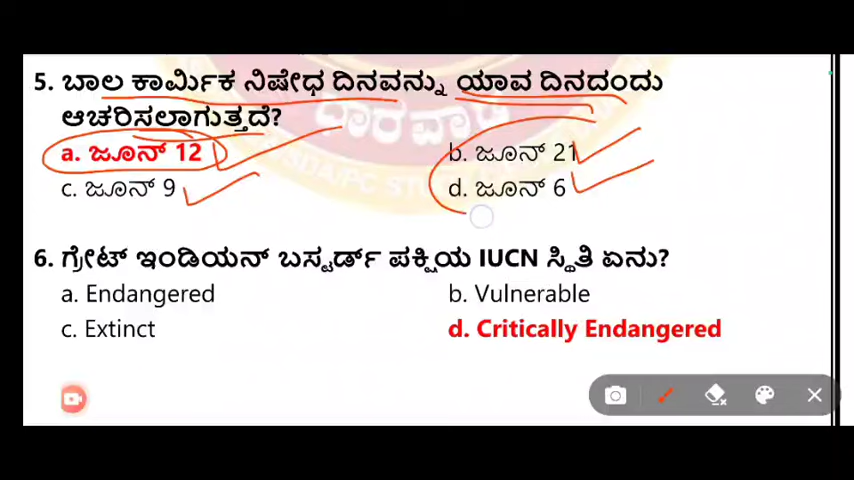 5. ಬಾಲ ಕಾರ್ಮಿಕ ನಿಷೇಧ ದಿನವನ್ನು ಯಾವ ದಿನದಂದು
ಆಚರಿಸಲಾಗುತ್ತದೆ?
a. ಜೂನ್ 12 b. ಜೂನ್ 21
c. ಜೂನ್ 9 d. ಜೂನ್ 6
6. ಗ್ರೇಟ್ ಇಂಡಿಯನ್ ಬಸ್ಟರ್ಡ್ ಪಕ್ಷಿಯ IUCN ಸ್ಥಿತಿ ಏನು?
a. Endangered b. Vulnerable
c. Extinct d. Critically Endangered
ಧಾರವಾಡ